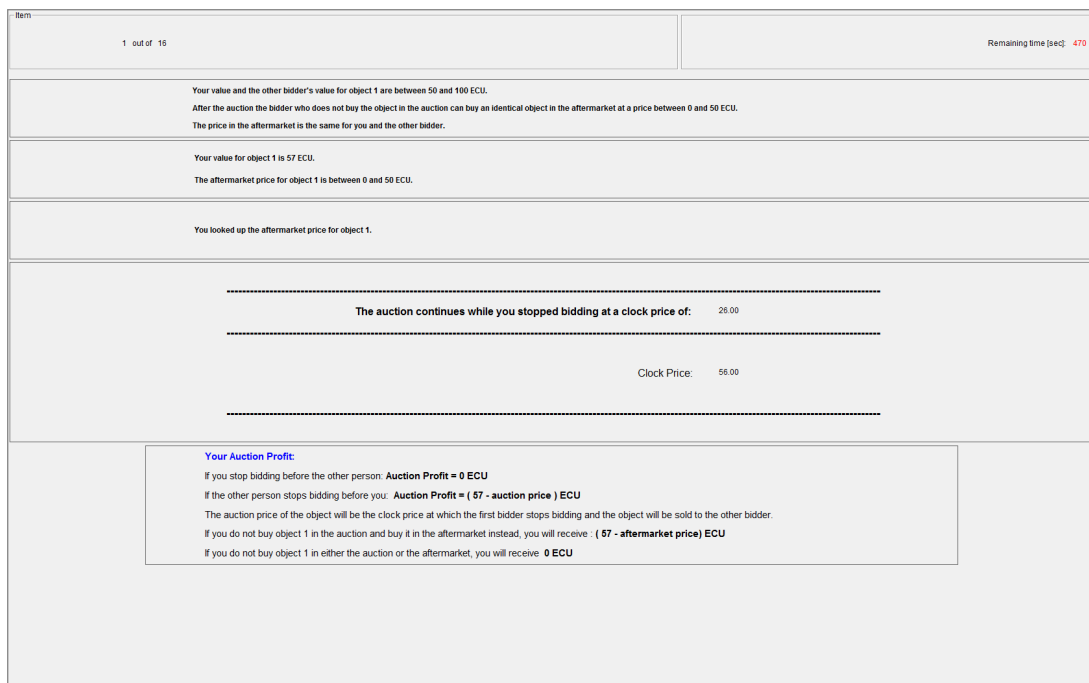 Item
1 out of 16
Remaining time [sec]: 470
Your value and the other bidder's value for object 1 are between 50 and 100 ECU.
After the auction the bidder who does not buy the object in the auction can buy an identical object in the aftermarket at a price between 0 and 50 ECU.
The price in the aftermarket is the same for you and the other bidder.
Your value for object 1 is 57 ECU.
The aftermarket price for object 1 is between 0 and 50 ECU.
You looked up the aftermarket price for object 1.
The auction continues while you stopped bidding at a clock price of: 26.00
Clock Price: 56.00
Your Auction Profit:
If you stop bidding before the other person: Auction Profit = 0 ECU
If the other person stops bidding before you: Auction Profit = ( 57 - auction price ) ECU
The auction price of the object will be the clock price at which the first bidder stops bidding and the object will be sold to the other bidder.
If you do not buy object 1 in the auction and buy it in the aftermarket instead, you will receive : ( 57 - aftermarket price) ECU
If you do not buy object 1 in either the auction or the aftermarket, you will receive 0 ECU